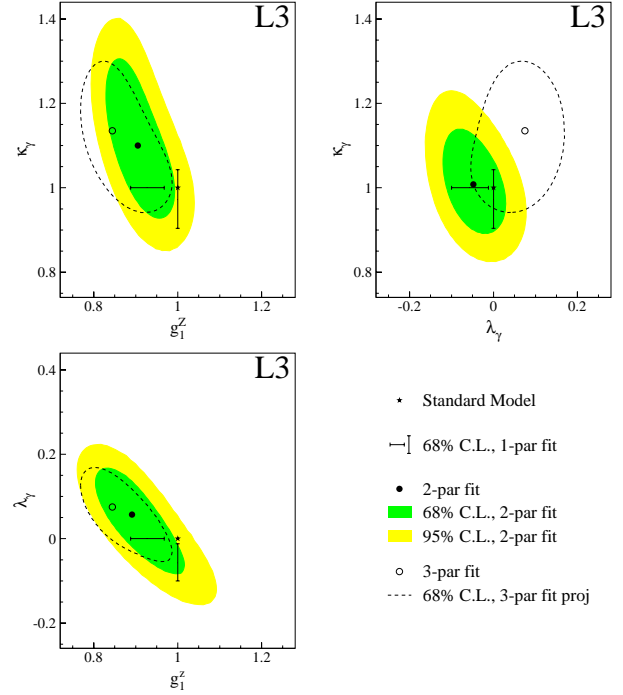 L3
κγ
1.4
1.2
1
0.8
0.8
1
1.2
g₁ᶻ
L3
κγ
1.4
1.2
1
0.8
-0.2
0
0.2
λγ
L3
λγ
0.4
0.2
0
-0.2
0.8
1
1.2
g₁ᶻ
Standard Model
68% C.L., 1-par fit
2-par fit
68% C.L., 2-par fit
95% C.L., 2-par fit
3-par fit
68% C.L., 3-par fit proj